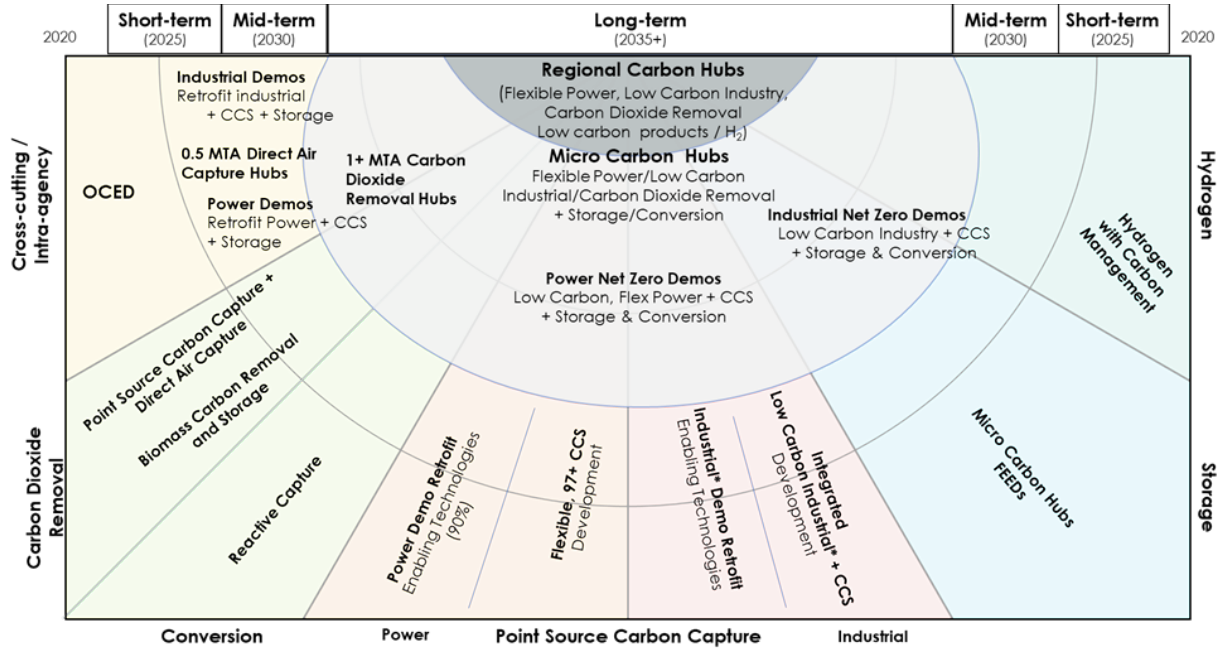 Short-term
(2025)
Mid-term
(2030)
Long-term
(2035+)
Mid-term
(2030)
Short-term
(2025)
2020
2020
Regional Carbon Hubs
(Flexible Power, Low Carbon Industry,
Carbon Dioxide Removal
Low carbon products / H₂)
Industrial Demos
Retrofit industrial
+ CCS + Storage
0.5 MTA Direct Air
Capture Hubs
Power Demos
Retrofit Power + CCS
+ Storage
OCED
1+ MTA Carbon
Dioxide
Removal Hubs
Micro Carbon Hubs
Flexible Power/Low Carbon
Industrial/Carbon Dioxide Removal
+ Storage/Conversion
Industrial Net Zero Demos
Low Carbon Industry + CCS
+ Storage & Conversion
Power Net Zero Demos
Low Carbon, Flex Power + CCS
+ Storage & Conversion
Cross-cutting /
Intra-agency
Hydrogen
Hydrogen
with Carbon
Management
Point Source Carbon Capture +
Direct Air Capture
Biomass Carbon Removal
and Storage
Reactive Capture
Power Demo Retrofit
Enabling Technologies
(90%)
Flexible, 97+ CCS
Development
Industrial* Demo Retrofit
Enabling Technologies
Integrated
Low Carbon Industrial* + CCS
Development
Micro Carbon Hubs
FEEDs
Carbon Dioxide
Removal
Storage
Conversion
Power
Point Source Carbon Capture
Industrial